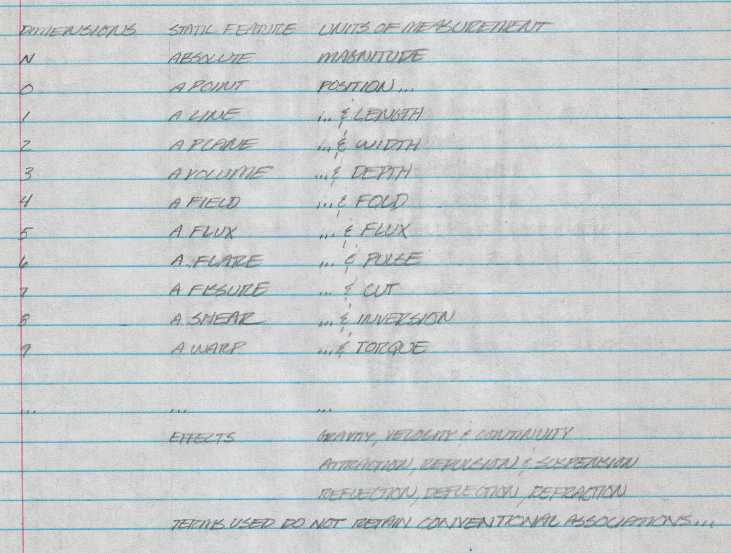 DIMENSIONS STATIC FEATURE UNITS OF MEASUREMENT
N ABSOLUTE MAGNITUDE
0 A POINT POSITION...
1 A LINE ... & LENGTH
2 A PLANE ... & WIDTH
3 A VOLUME ... & DEPTH
4 A FIELD ... & FOLD
5 A FLUX ... & FLUX
6 A FLARE ... & PULSE
7 A FISSURE ... & CUT
8 A SMEAR ... & INVERSION
9 A WARP ... & TORQUE
... ... ...
EFFECTS GRAVITY, VELOCITY & CONTINUITY
ATTRACTION, REPULSION & SUSPENSION
REFLECTION, DEFLECTION, REFRACTION
TERMS USED DO NOT RETAIN CONVENTIONAL ASSOCIATIONS...